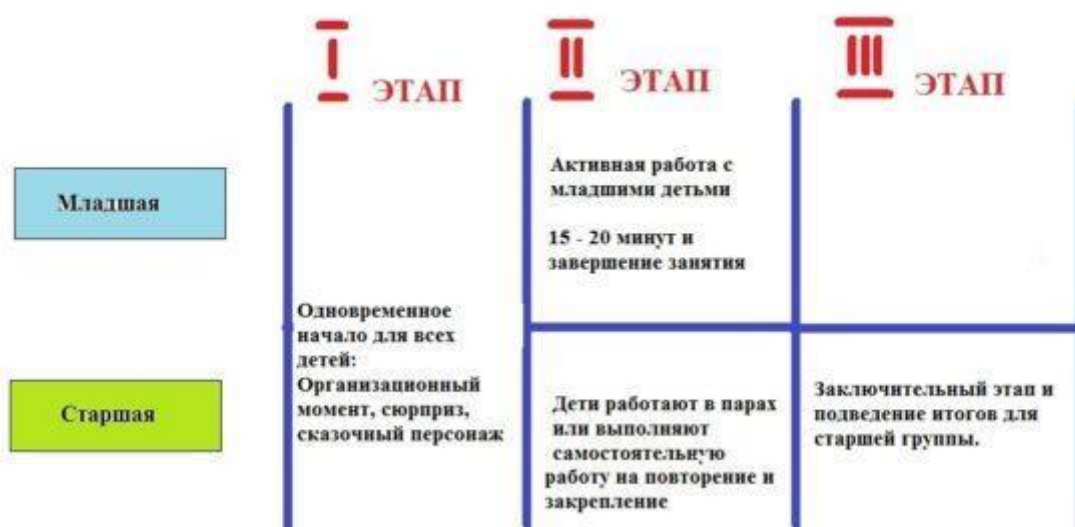 I ЭТАП
II ЭТАП
III ЭТАП
Младшая
Активная работа с
младшими детьми
15 - 20 минут и
завершение занятия
Старшая
Одновременное
начало для всех
детей:
Организационный
момент, сюрприз,
сказочный персонаж
Дети работают в парах
или выполняют
самостоятельную
работу на повторение и
закрепление
Заключительный этап и
подведение итогов для
старшей группы.